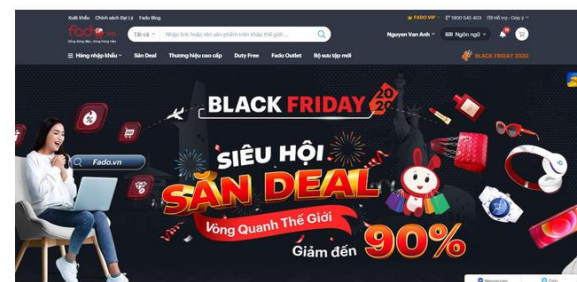 Xuất khẩu Chính sách Đại Lý Fado Blog
FADO VIP 1800 545 403 Hỗ trợ - Góp ý
fado.vn
Tất cả Nhập link hoặc tên sản phẩm trên khắp thế giới ...
Nguyen Van Anh Ngôn ngữ
Hàng nhập khẩu Săn Deal Thương hiệu cao cấp Duty Free Fado Outlet Bộ sưu tập mới
BLACK FRIDAY 2020
BLACK FRIDAY 2020
Fado.vn
SIÊU HỘI
SĂN DEAL
Vòng Quanh Thế Giới
Giảm đến 90%